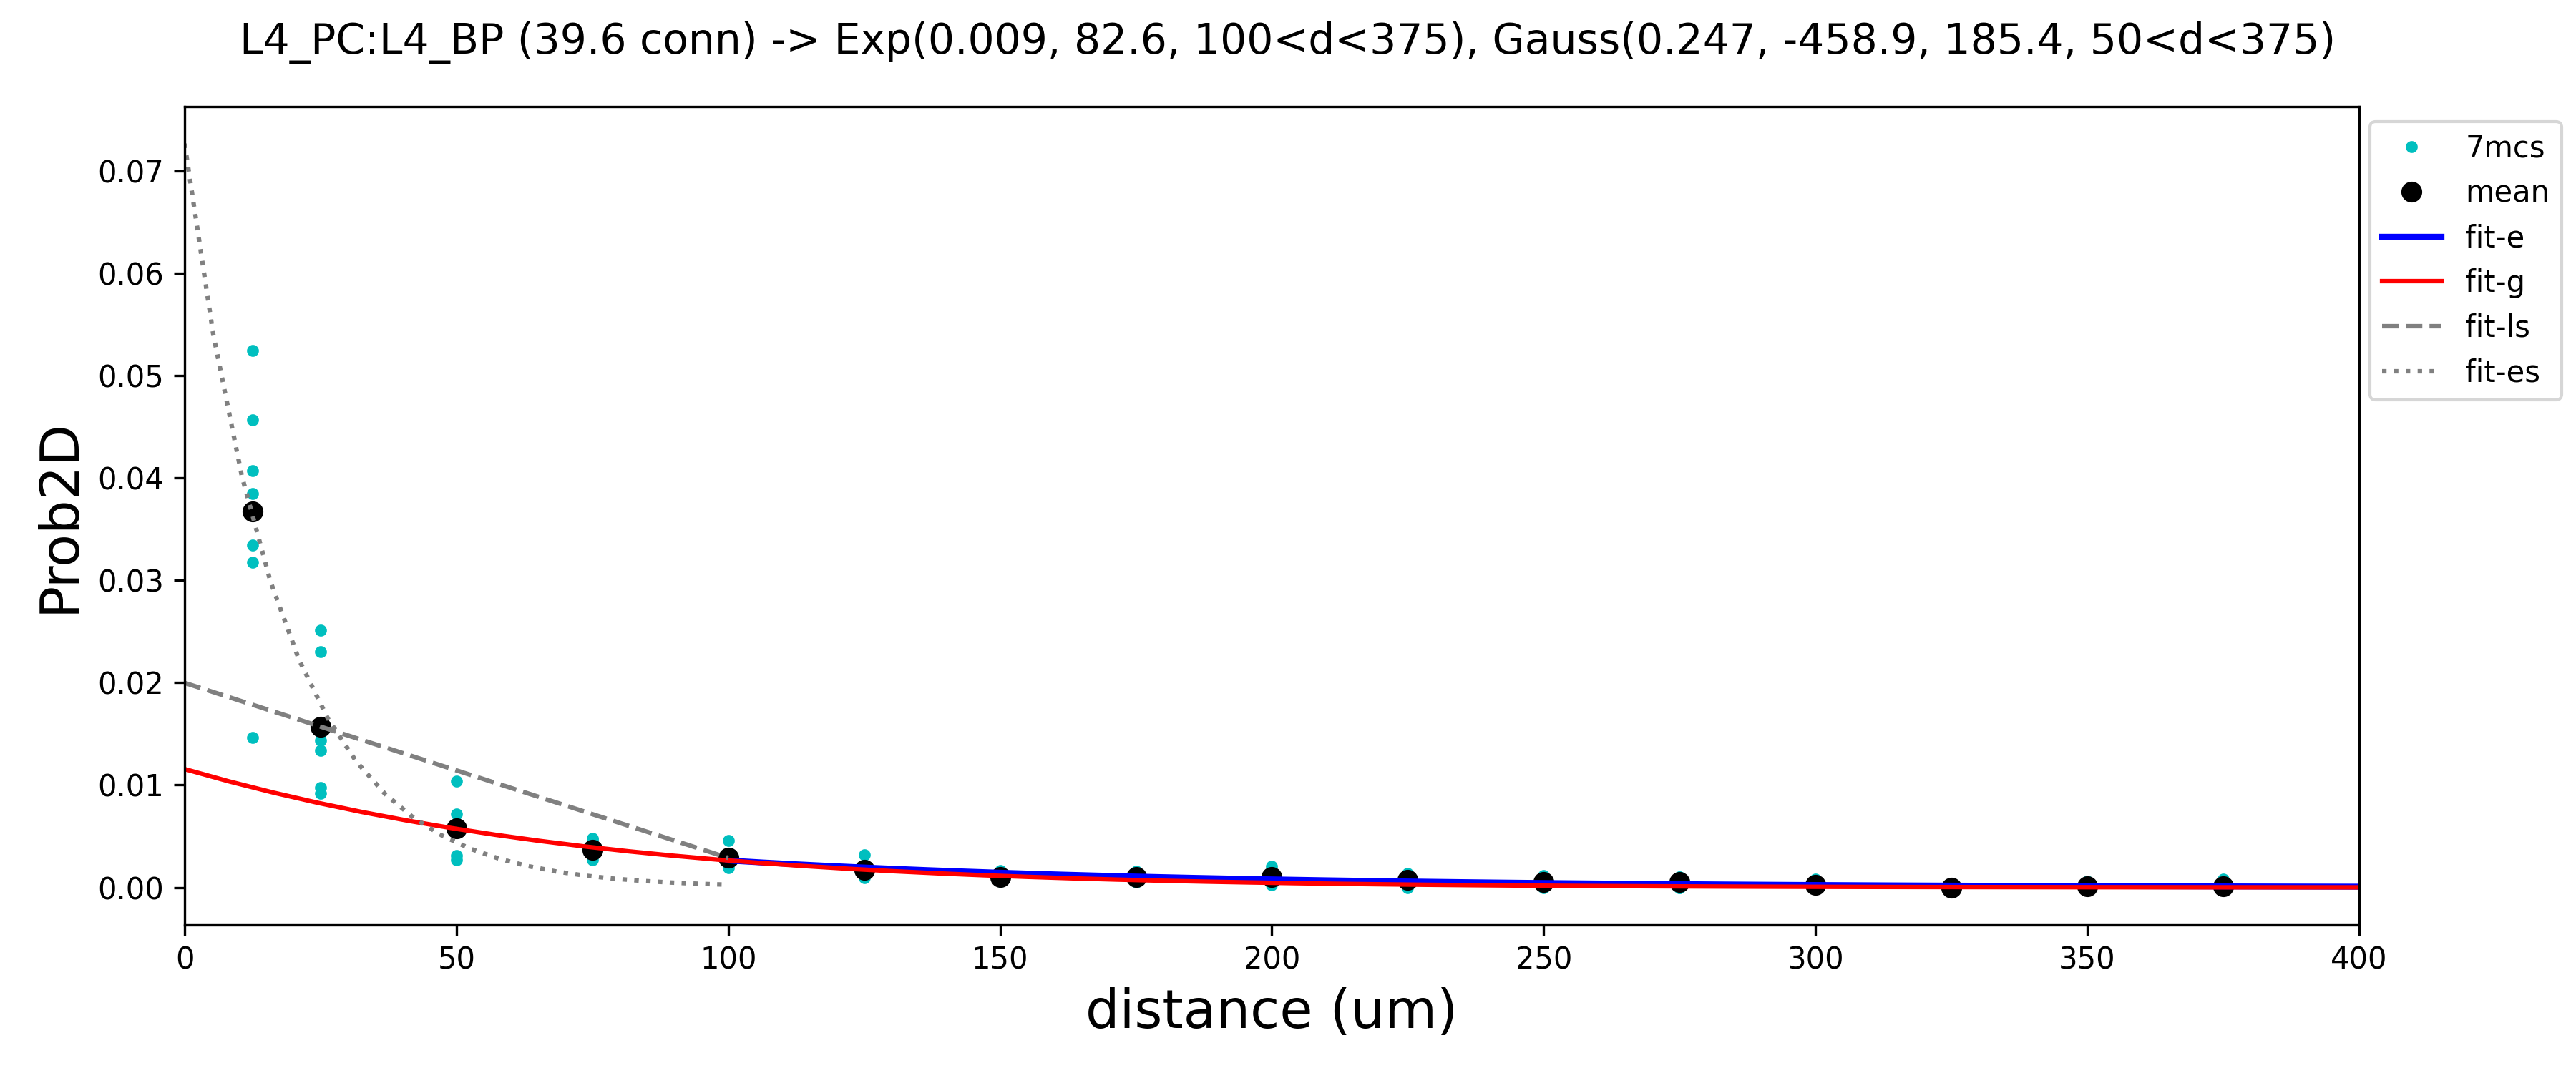 L4_PC:L4_BP (39.6 conn) -> Exp(0.009, 82.6, 100<d<375), Gauss(0.247, -458.9, 185.4, 50<d<375)
Prob2D
0.07
0.06
0.05
0.04
0.03
0.02
0.01
0.00
0 50 100 150 200 250 300 350 400
distance (um)
7mcs
mean
fit-e
fit-g
fit-ls
fit-es